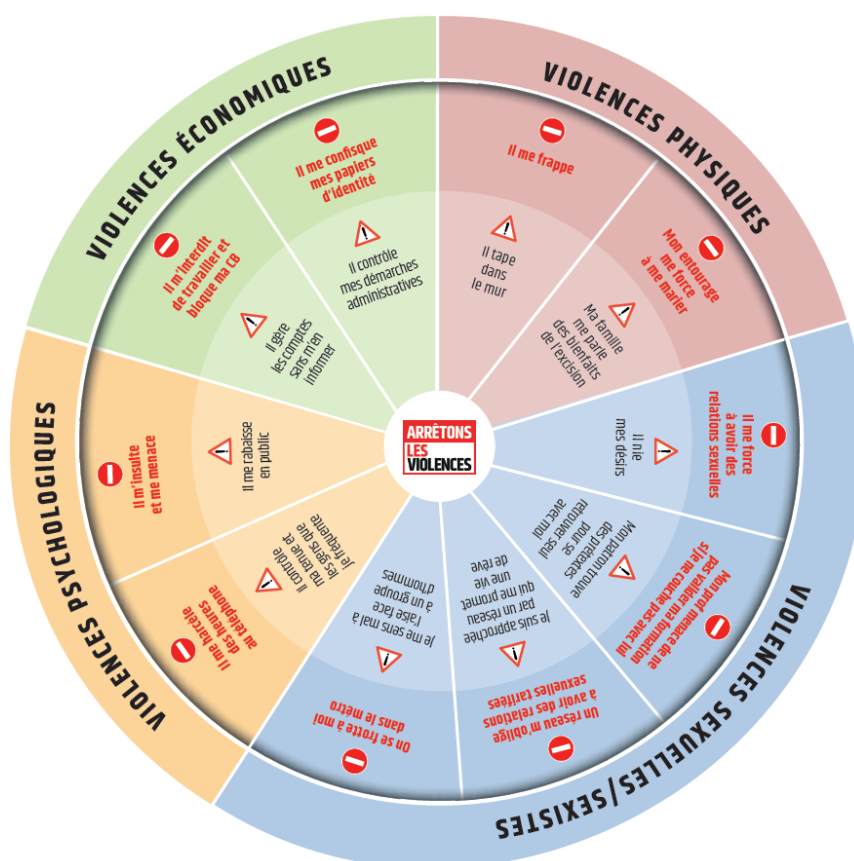 VIOLENCES PHYSIQUES
Il me frappe
Il tape
dans
le mur
Mon entourage
me force
à me marier
Ma famille
me parle
des bienfaits
de l'excision
VIOLENCES SEXUELLES/SEXISTES
Il me force
à avoir des
relations sexuelles
Il nie
mes désirs
Mon prof menace de ne
pas valider ma formation
si je ne couche pas avec lui
Mon patron trouve
des prétextes
pour se
retrouver seul
avec moi
Un réseau m'oblige
à avoir des relations
sexuelles tarifées
Je suis approchée
par un réseau
qui me promet
une vie
de rêve
On se frotte à moi
dans le métro
Je me sens mal à
l'aise face
à un groupe
d'hommes
VIOLENCES PSYCHOLOGIQUES
Il me harcèle
des heures
au téléphone
Il contrôle
ma tenue et
les gens que
je fréquente
Il m'insulte
et me menace
Il me rabaisse
en public
VIOLENCES ÉCONOMIQUES
Il m'interdit
de travailler et
bloque ma CB
Il gère
les comptes
sans m'en
informer
Il me confisque
mes papiers
d'identité
Il contrôle
mes démarches
administratives
ARRÊTONS
LES
VIOLENCES